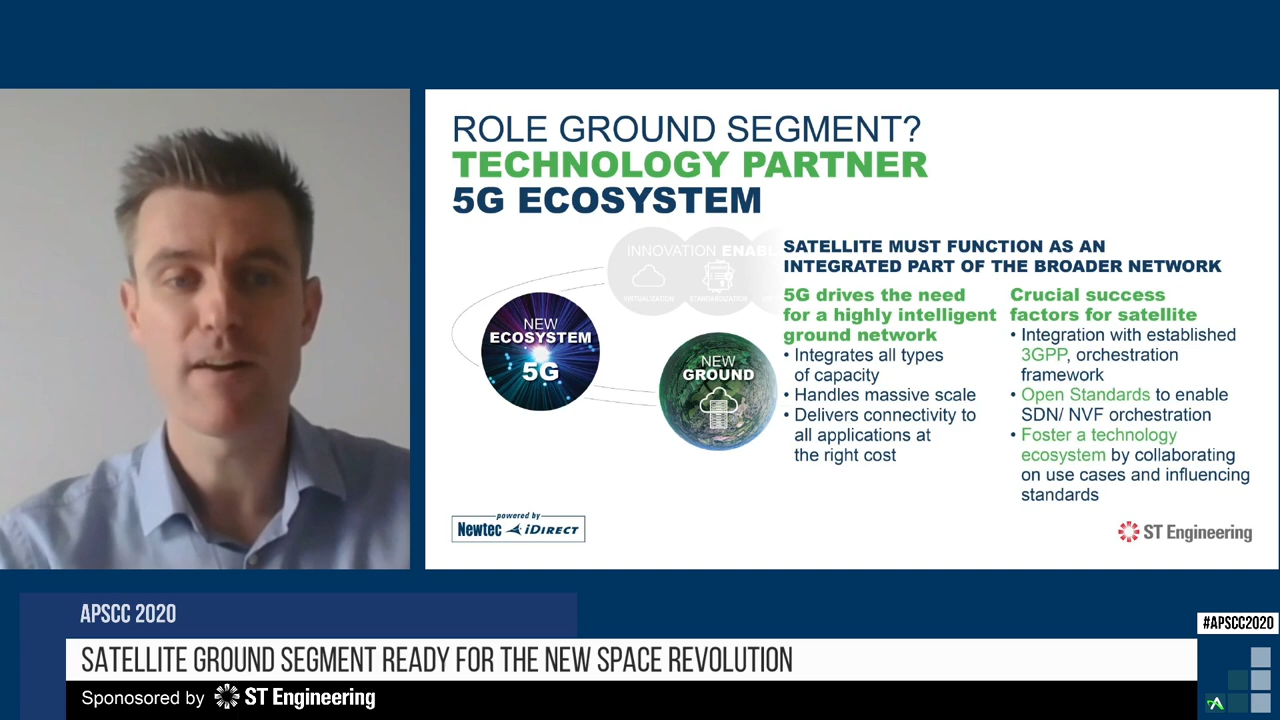 ROLE GROUND SEGMENT?
TECHNOLOGY PARTNER
5G ECOSYSTEM
INNOVATION
VIRTUALIZATION
STANDARDIZATION
NEW
ECOSYSTEM
5G
NEW
GROUND
SATELLITE MUST FUNCTION AS AN
INTEGRATED PART OF THE BROADER NETWORK
5G drives the need
for a highly intelligent
ground network
• Integrates all types
of capacity
• Handles massive scale
• Delivers connectivity to
all applications at
the right cost
Crucial success
factors for satellite
• Integration with established
3GPP, orchestration
framework
• Open Standards to enable
SDN/ NVF orchestration
• Foster a technology
ecosystem by collaborating
on use cases and influencing
standards
powered by
Newtec iDIRECT
ST Engineering
APSCC 2020
#APSCC2020
SATELLITE GROUND SEGMENT READY FOR THE NEW SPACE REVOLUTION
Sponosored by ST Engineering